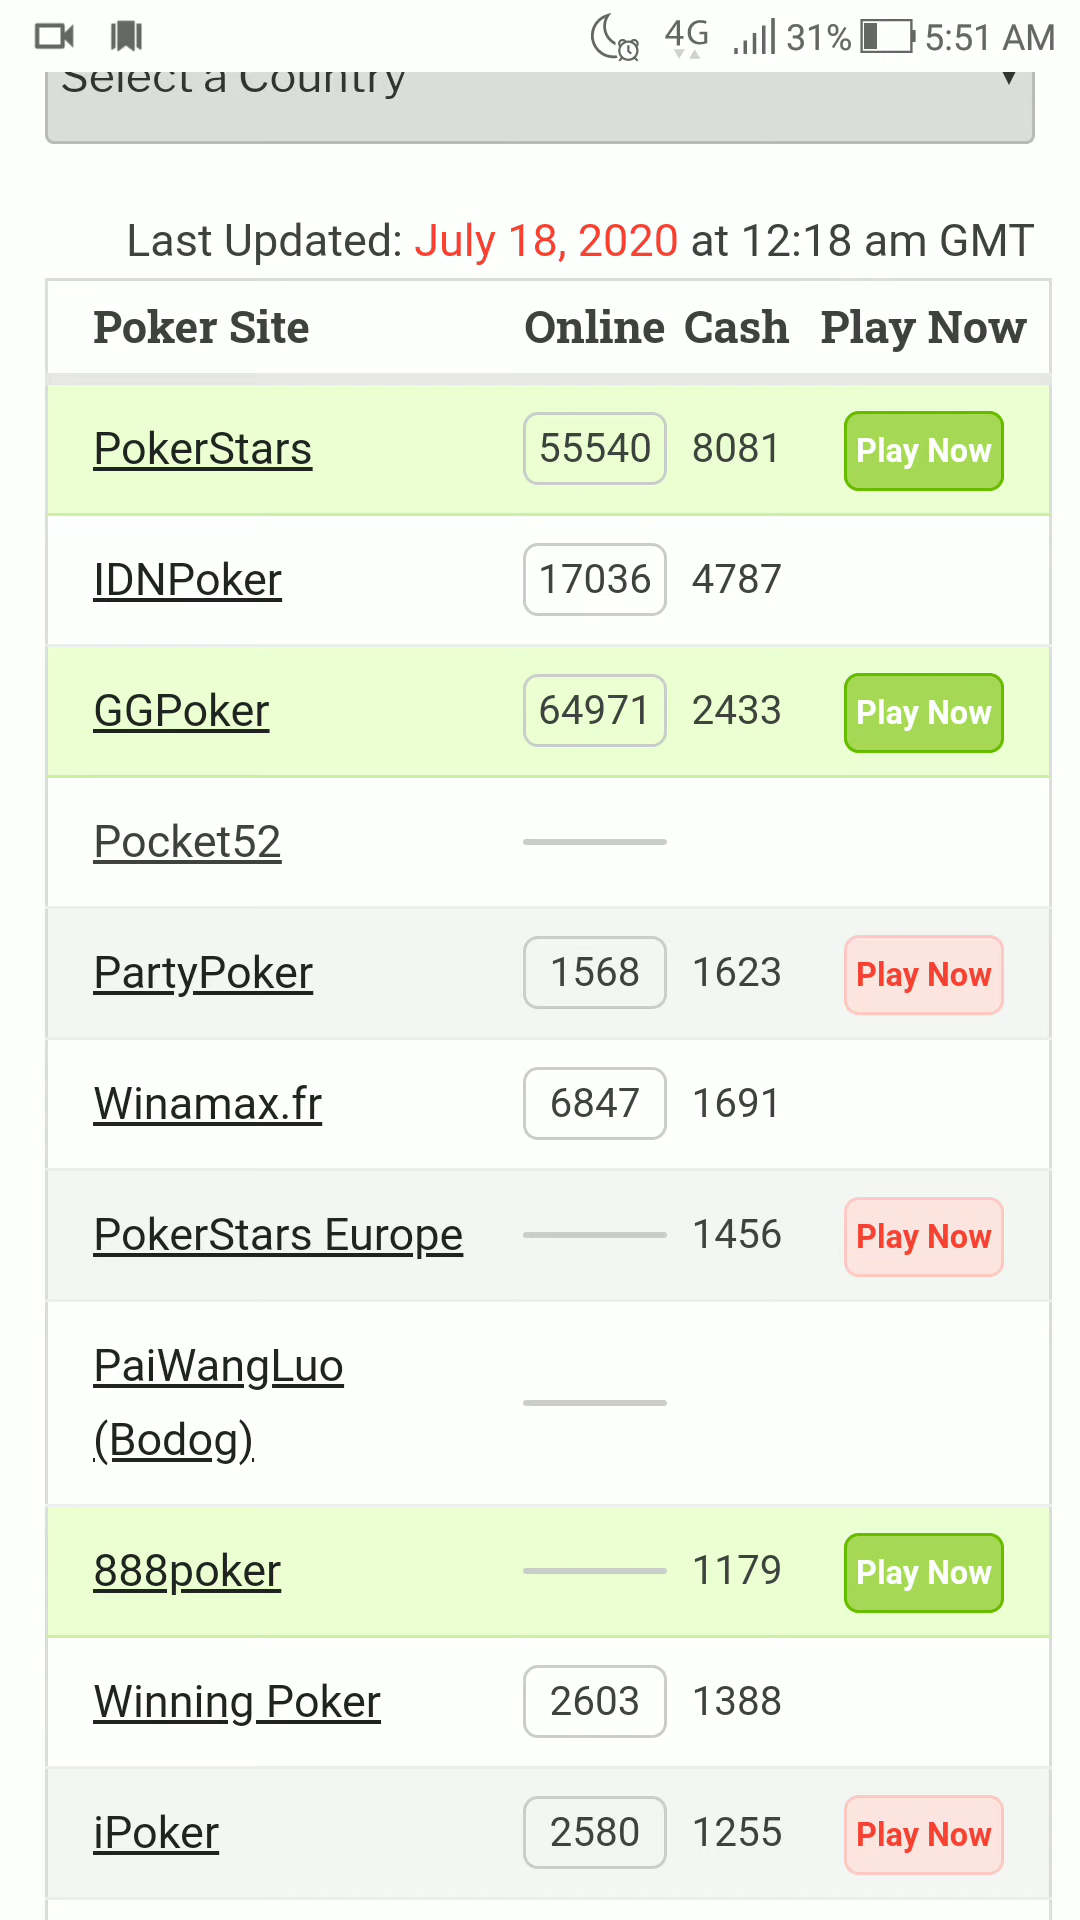 4G 31% 5:51 AM
Select a Country
Last Updated: July 18, 2020 at 12:18 am GMT
Poker Site Online Cash Play Now
PokerStars 55540 8081 Play Now
IDNPoker 17036 4787
GGPoker 64971 2433 Play Now
Pocket52
PartyPoker 1568 1623 Play Now
Winamax.fr 6847 1691
PokerStars Europe 1456 Play Now
PaiWangLuo
(Bodog)
888poker 1179 Play Now
Winning Poker 2603 1388
iPoker 2580 1255 Play Now